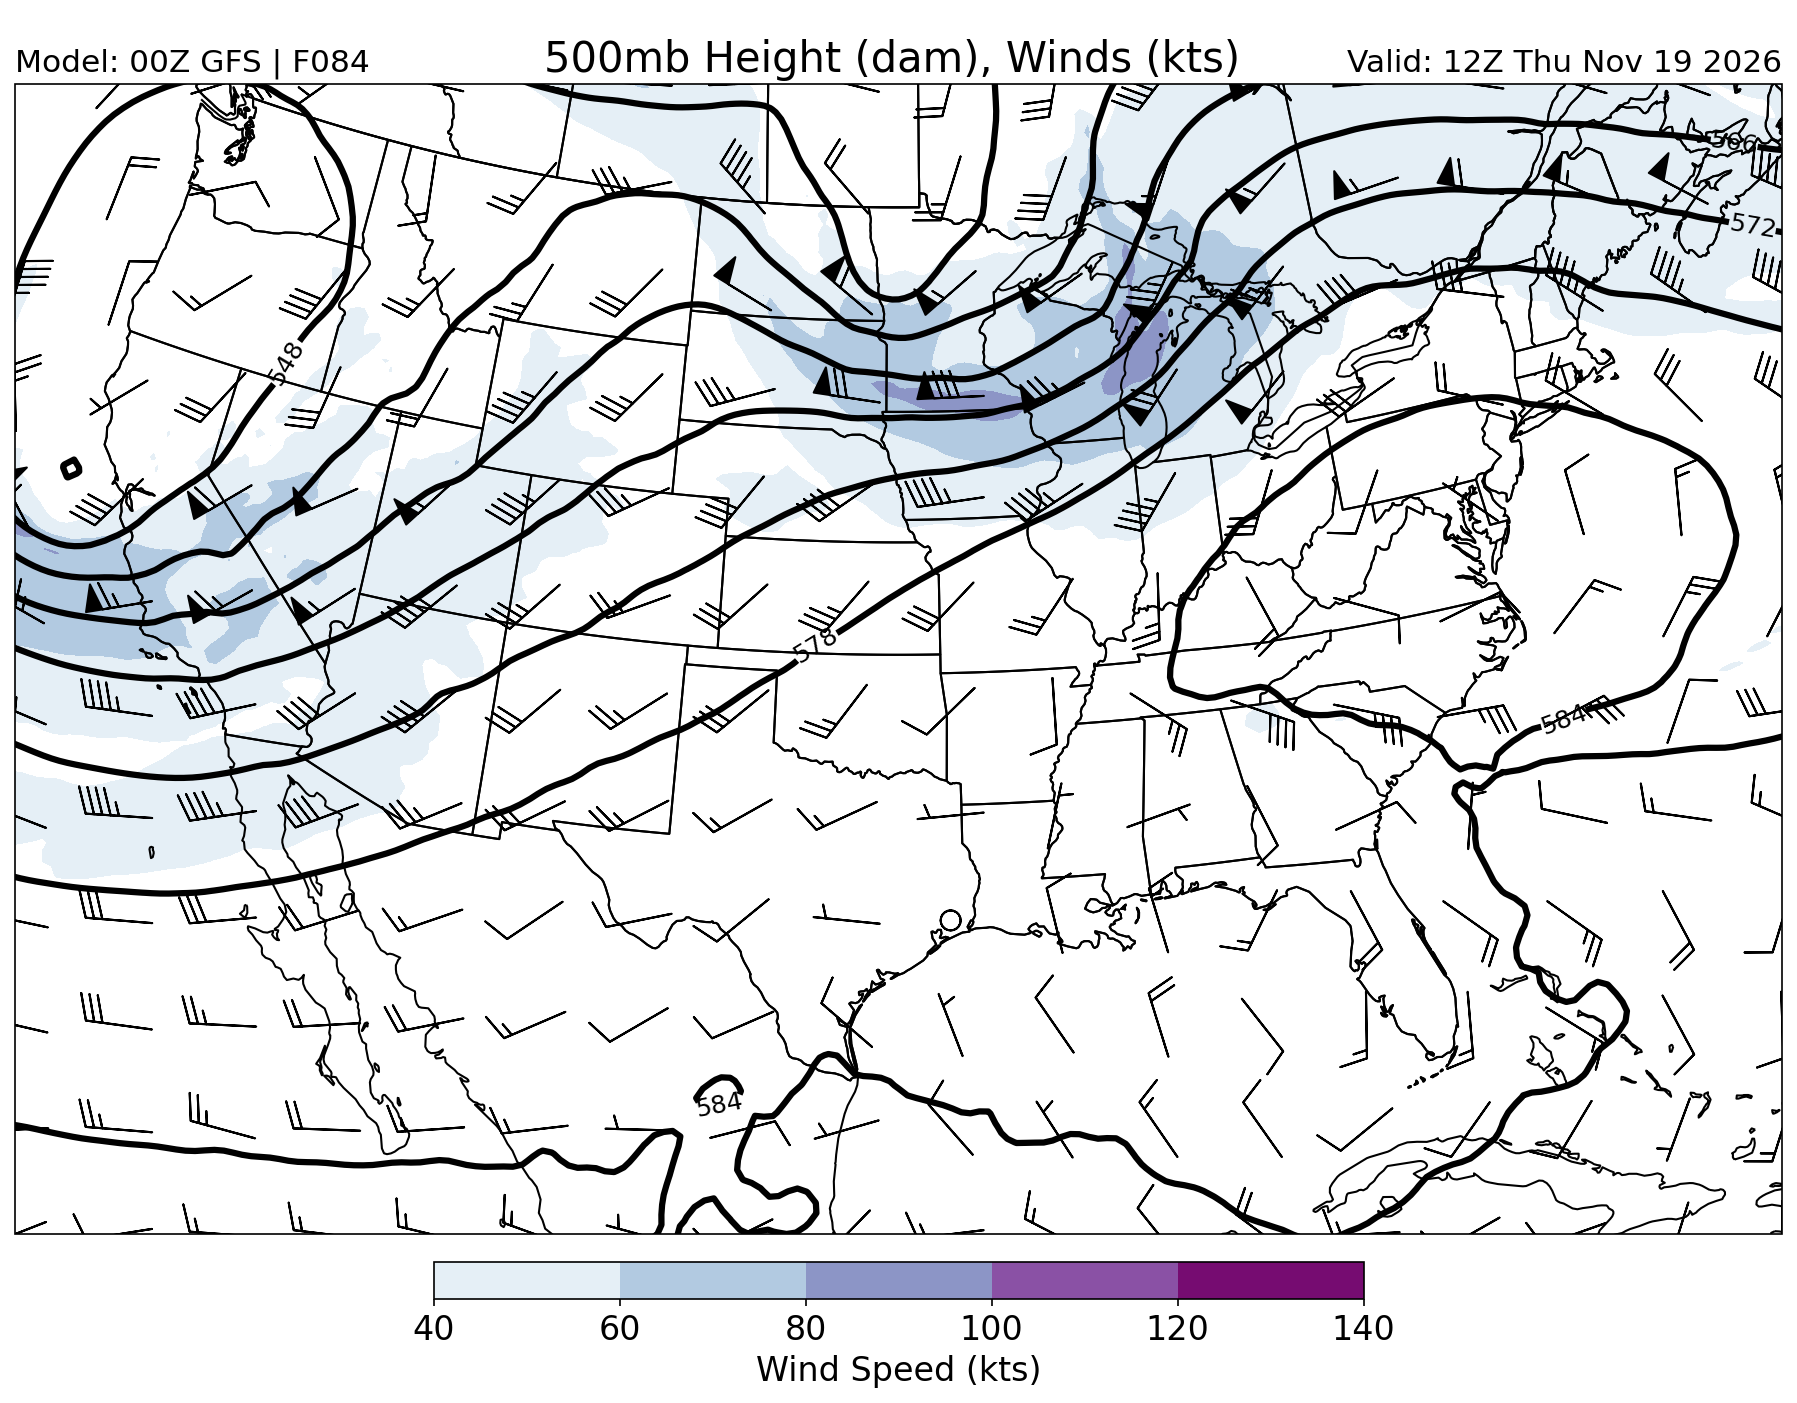 Model: 00Z GFS | F084
500mb Height (dam), Winds (kts)
Valid: 12Z Thu Nov 19 2026
566
572
548
578
584
584
40 60 80 100 120 140
Wind Speed (kts)